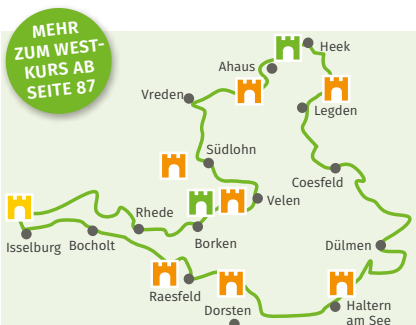 MEHR
ZUM WEST-
KURS AB
SEITE 87
Heek
Ahaus
Vreden
Legden
Südlohn
Coesfeld
Velen
Rhede
Isselburg
Bocholt
Borken
Dülmen
Raesfeld
Dorsten
Haltern
am See